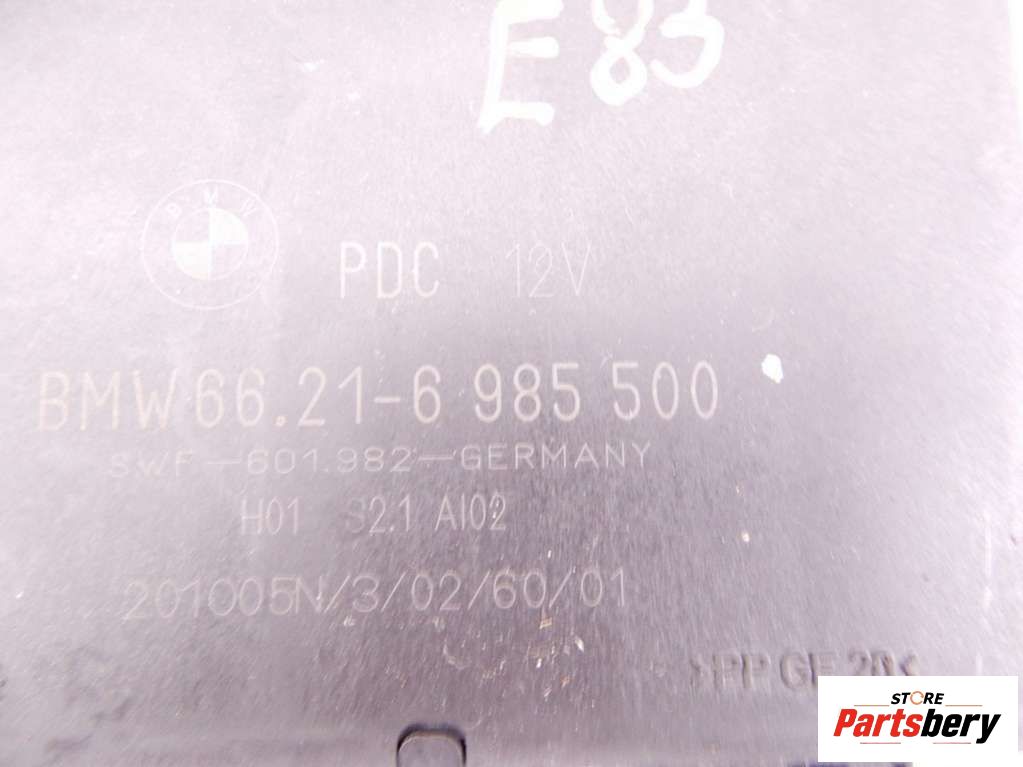 E83
BMW
PDC 12V
BMW 66.21-6 985 500
SWF-601.982-GERMANY
H01 S2.1 AI02
201005N/3/02/60/01
>PP GF 20<
STORE
Partsbery